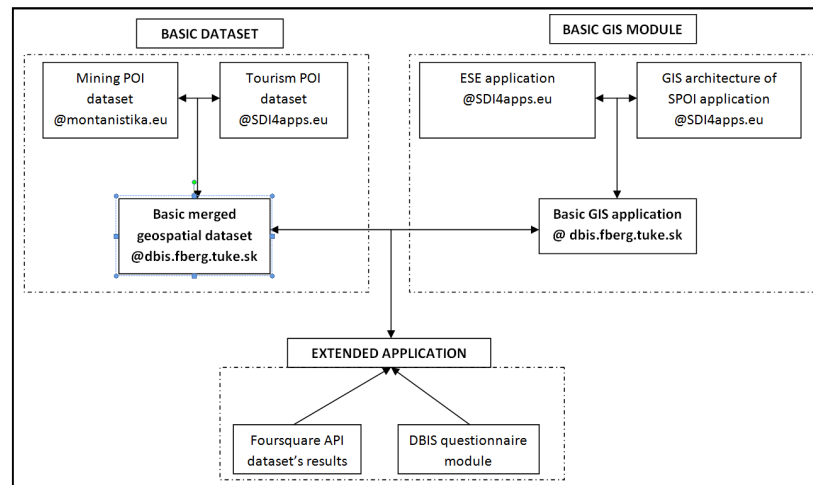 BASIC DATASET
Mining POI
dataset
@montanistika.eu
Tourism POI
dataset
@SDI4apps.eu
Basic merged
geospatial dataset
@dbis.fberg.tuke.sk
BASIC GIS MODULE
ESE application
@SDI4apps.eu
GIS architecture of
SPOI application
@SDI4apps.eu
Basic GIS application
@ dbis.fberg.tuke.sk
EXTENDED APPLICATION
Foursquare API
dataset’s results
DBIS questionnaire
module